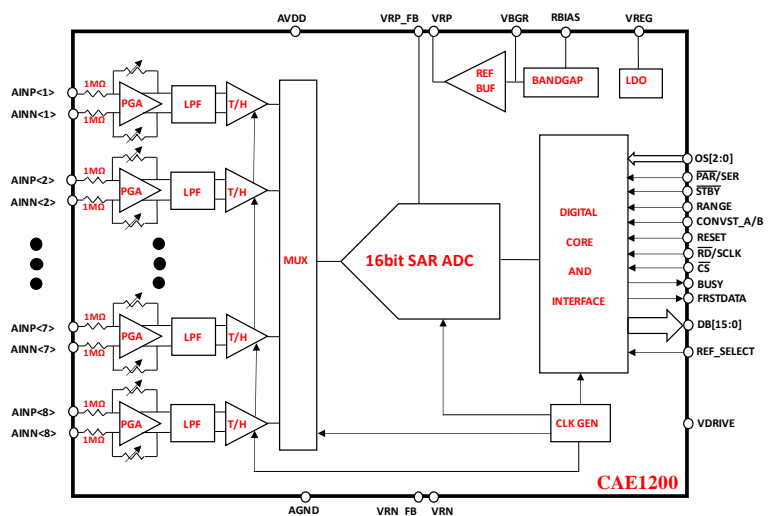 AVDD
VRP_FB
VRP
VBGR
RBIAS
VREG
AINP<1>
AINN<1>
1MΩ
1MΩ
PGA
LPF
T/H
REF
BUF
BANDGAP
LDO
AINP<2>
AINN<2>
1MΩ
1MΩ
PGA
LPF
T/H
MUX
16bit SAR ADC
DIGITAL
CORE
AND
INTERFACE
OS[2:0]
PAR/SER
STBY
RANGE
CONVST_A/B
RESET
RD/SCLK
CS
BUSY
FRSTDATA
DB[15:0]
REF_SELECT
AINP<7>
AINN<7>
1MΩ
1MΩ
PGA
LPF
T/H
AINP<8>
AINN<8>
1MΩ
1MΩ
PGA
LPF
T/H
CLK GEN
VDRIVE
CAE1200
AGND
VRN_FB
VRN